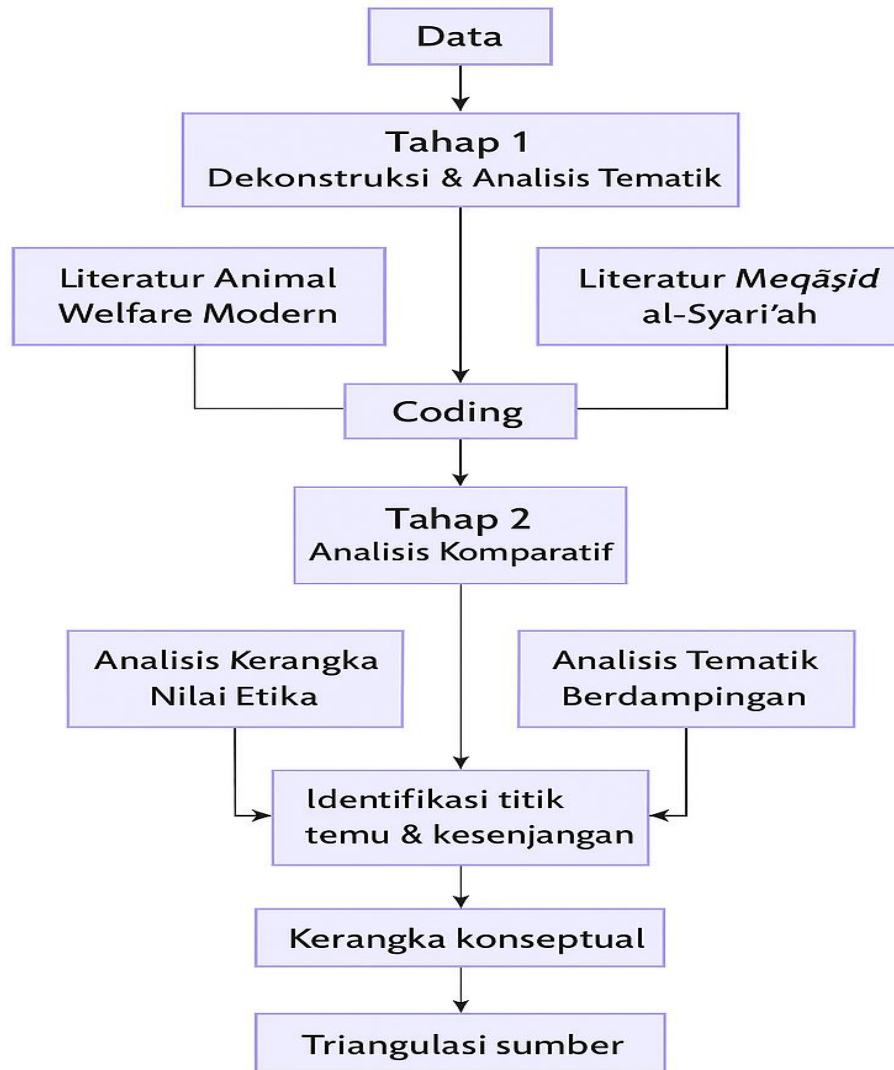 Data
Tahap 1
Dekonstruksi & Analisis Tematik
Literatur Animal
Welfare Modern
Literatur Meqãşid
al-Syari’ah
Coding
Tahap 2
Analisis Komparatif
Analisis Kerangka
Nilai Etika
Analisis Tematik
Berdampingan
Identifikasi titik
temu & kesenjangan
Kerangka konseptual
Triangulasi sumber